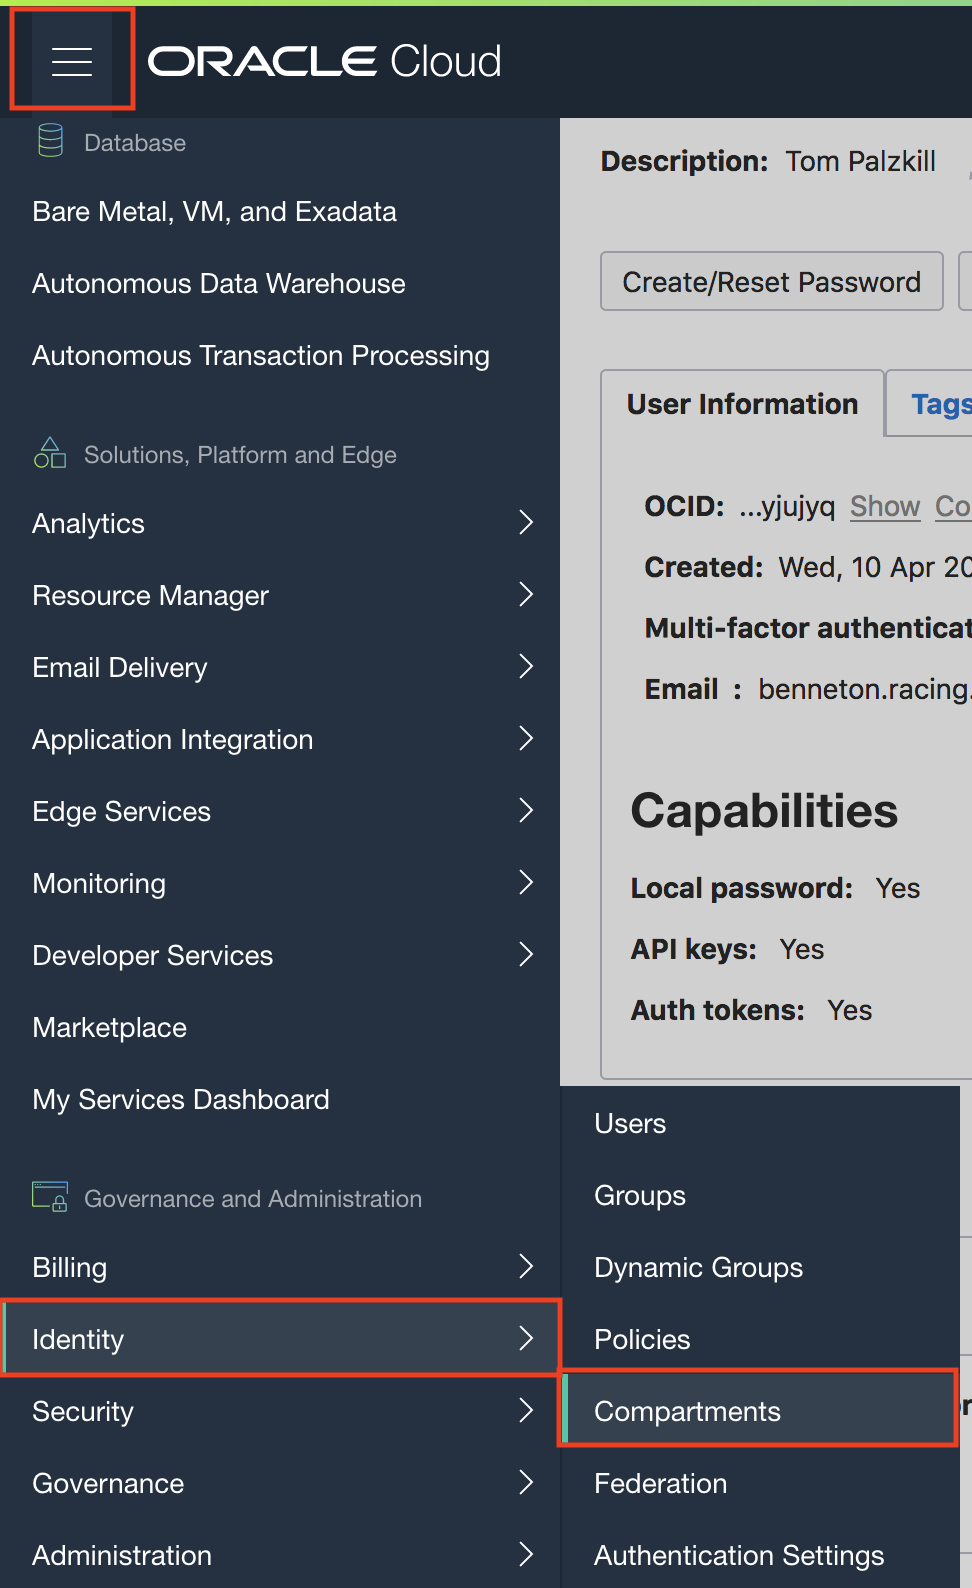 ORACLE Cloud
Database
Bare Metal, VM, and Exadata
Autonomous Data Warehouse
Autonomous Transaction Processing
Solutions, Platform and Edge
Analytics
Resource Manager
Email Delivery
Application Integration
Edge Services
Monitoring
Developer Services
Marketplace
My Services Dashboard
Governance and Administration
Billing
Identity
Security
Governance
Administration
Description: Tom Palzkill
Create/Reset Password
User Information
Tags
OCID: ...yjujyq Show Co
Created: Wed, 10 Apr 20
Multi-factor authenticat
Email : benneton.racing.
Capabilities
Local password: Yes
API keys: Yes
Auth tokens: Yes
Users
Groups
Dynamic Groups
Policies
Compartments
Federation
Authentication Settings